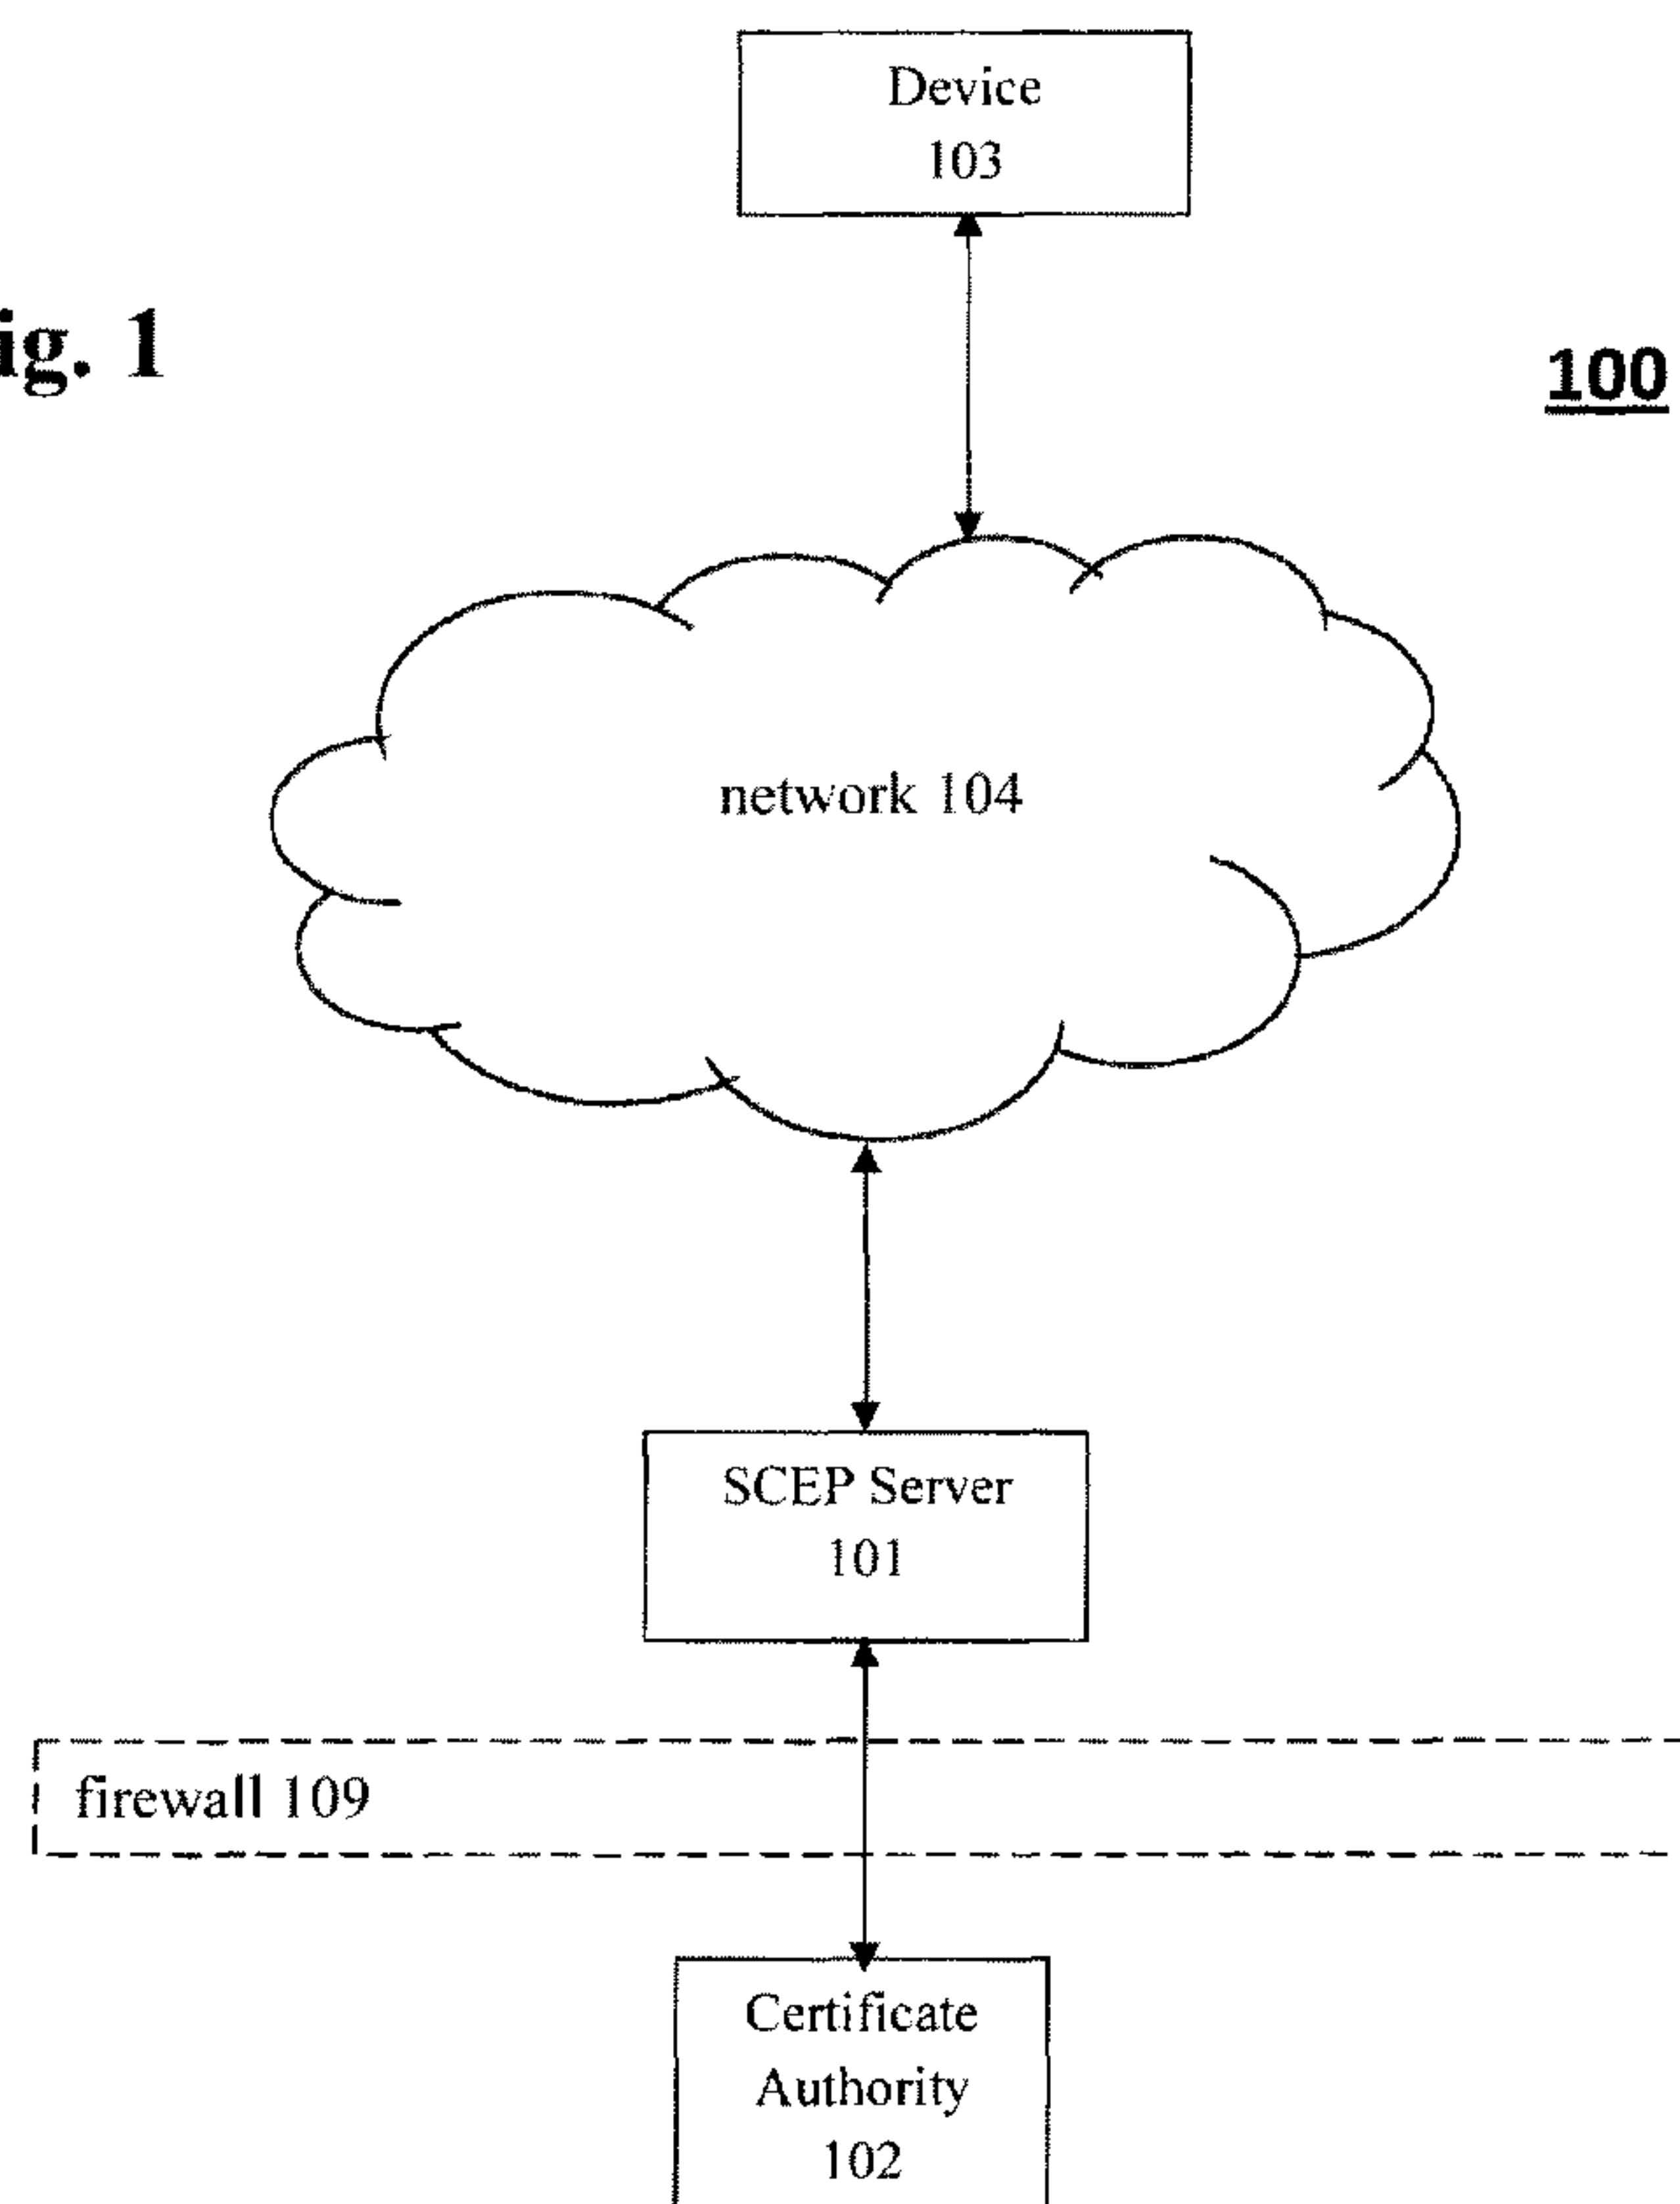 Device
103
ig. 1
100
network 104
SCEP Server
101
firewall 109
Certificate
Authority
102